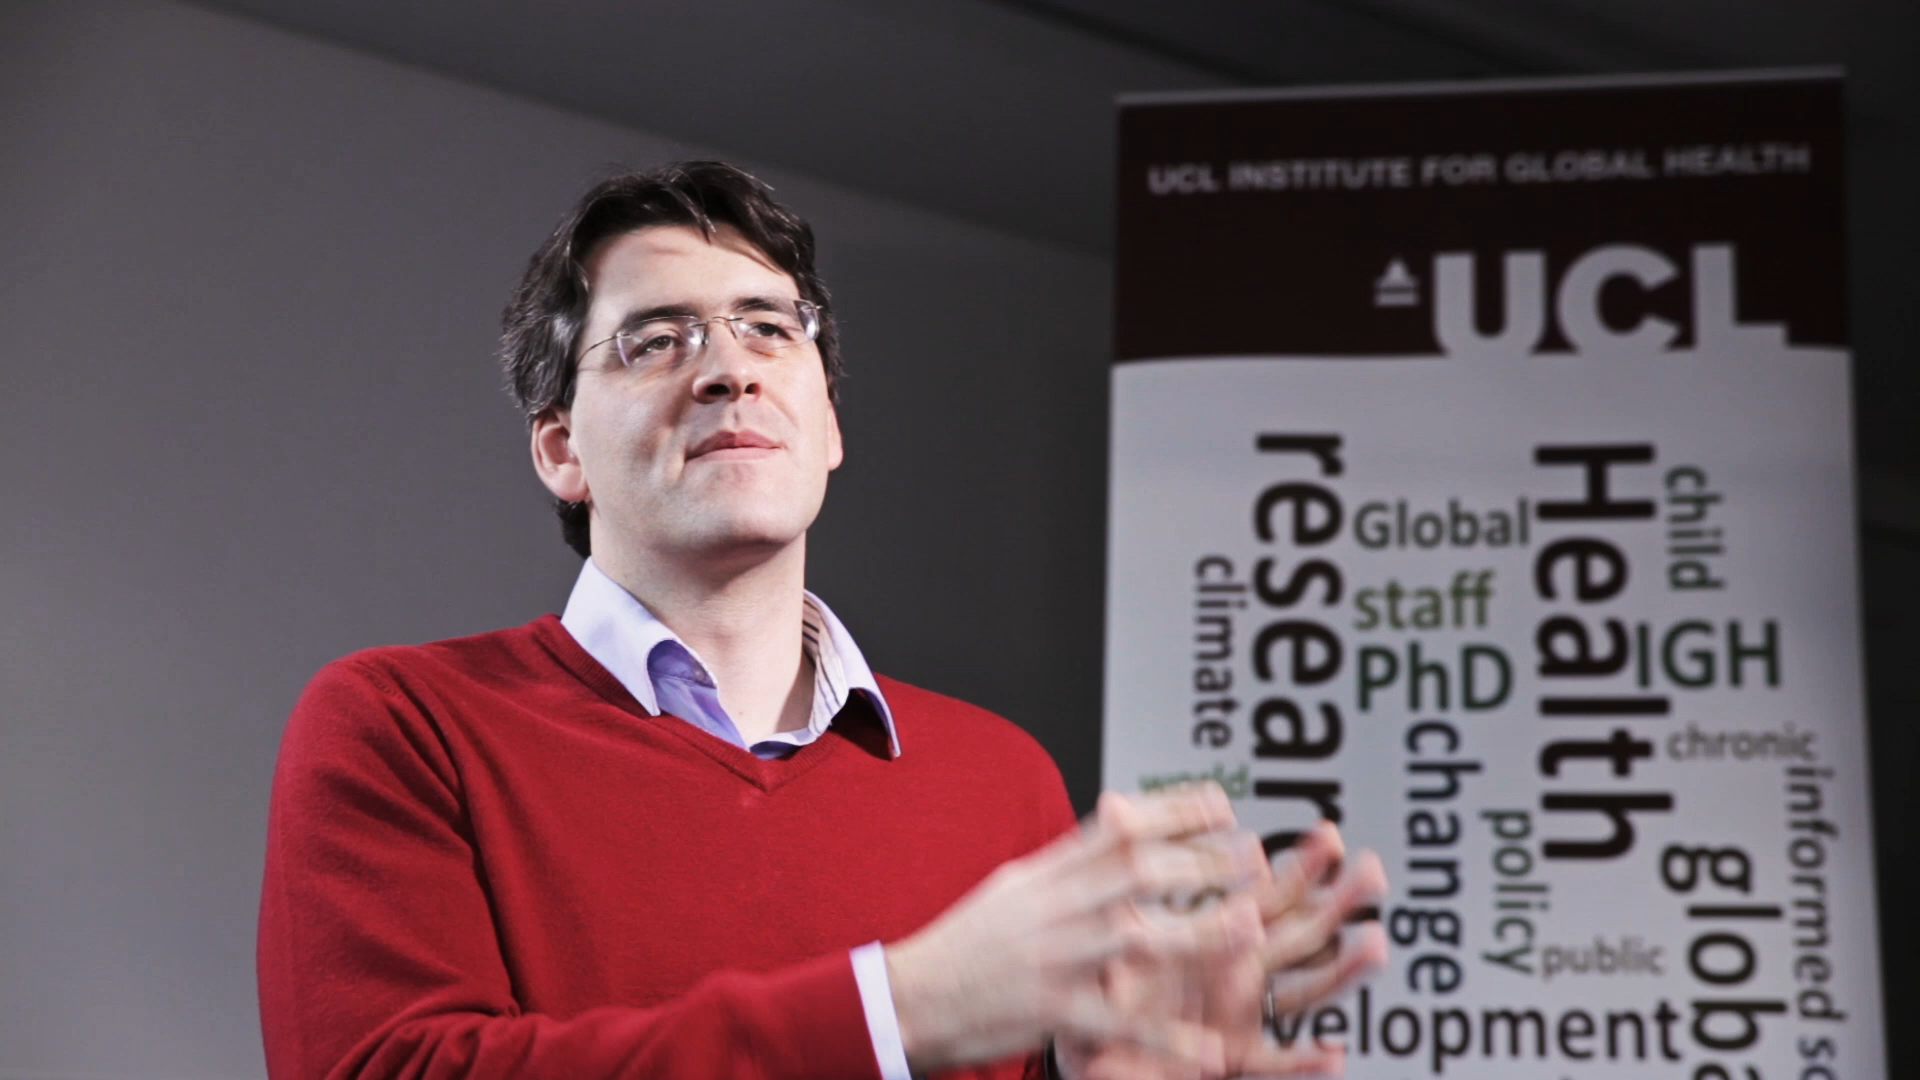 UCL INSTITUTE FOR GLOBAL HEALTH
UCL
research
Health
child
Global
climate
staff
PhD
IGH
change
chronic
world
informed
policy
global
public